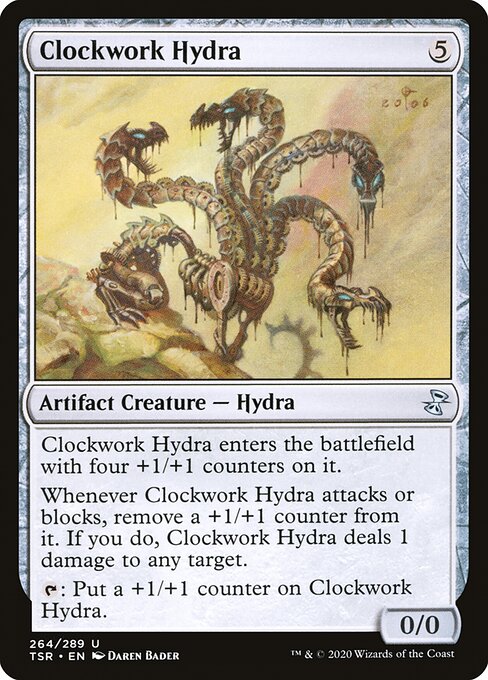 Clockwork Hydra
5
2006
Artifact Creature — Hydra
Clockwork Hydra enters the battlefield
with four +1/+1 counters on it.
Whenever Clockwork Hydra attacks or
blocks, remove a +1/+1 counter from
it. If you do, Clockwork Hydra deals 1
damage to any target.
: Put a +1/+1 counter on Clockwork
Hydra.
0/0
264/289 U
TSR • EN DAREN BADER
™ & © 2020 Wizards of the Coast